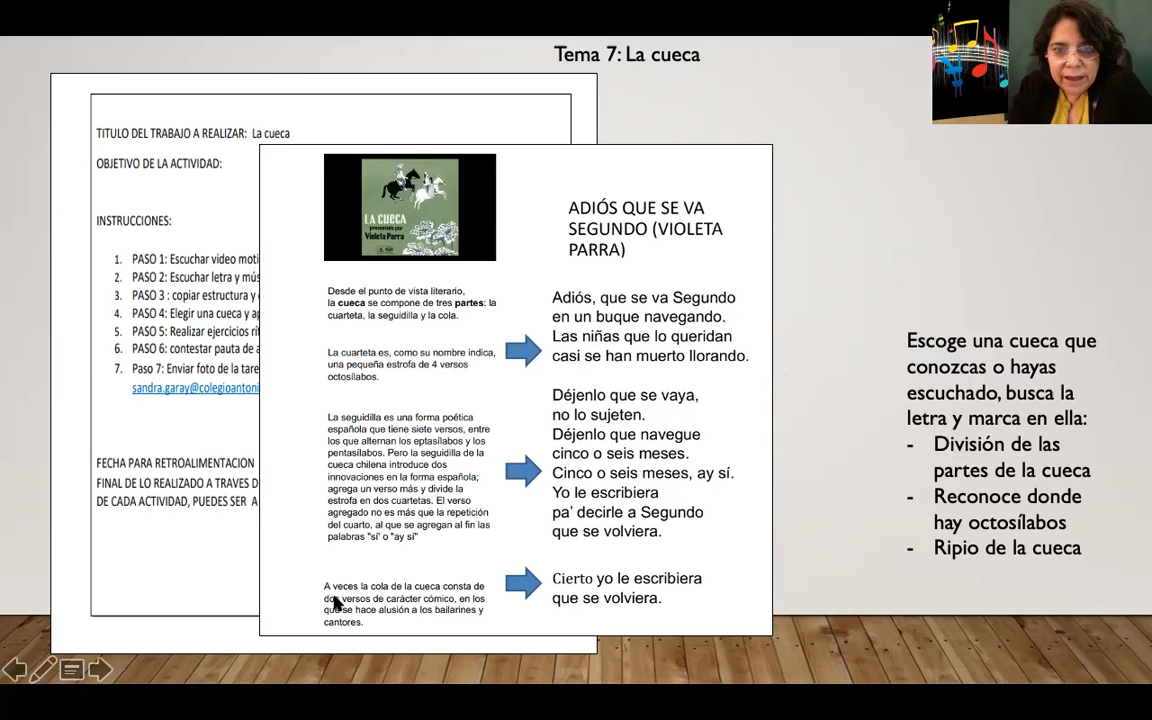 Tema 7: La cueca
TITULO DEL TRABAJO A REALIZAR: La cueca
OBJETIVO DE LA ACTIVIDAD:
INSTRUCCIONES:
1. PASO 1: Escuchar video moti
2. PASO 2: Escuchar letra y mús
3. PASO 3 : copiar estructura y
4. PASO 4: Elegir una cueca y
5. PASO 5: Realizar ejercicios
6. PASO 6: contestar pauta de
7. Paso 7: Enviar foto de la tare
sandra.garay@colegioantoni
FECHA PARA RETROALIMENTACION
FINAL DE LO REALIZADO A TRAVES D
DE CADA ACTIVIDAD, PUEDES SER A
LA CUECA
presentada por
Violeta Parra
ADIÓS QUE SE VA
SEGUNDO (VIOLETA
PARRA)
Desde el punto de vista literario,
la cueca se compone de tres partes: la
cuarteta, la seguidilla y la cola.
La cuarteta es, como su nombre indica,
una pequeña estrofa de 4 versos
octosílabos.
La seguidilla es una forma poética
española que tiene siete versos, entre
los que alternan los eptasílabos y los
pentasílabos. Pero la seguidilla de la
cueca chilena introduce dos
innovaciones en la forma española;
agrega un verso más y divide la
estrofa en dos cuartetas. El verso
agregado no es más que la repetición
del cuarto, al que se agregan al fin las
palabras "sí' o "ay sí"
A veces la cola de la cueca consta de
dos versos de carácter cómico, en los
que se hace alusión a los bailarines y
cantores.
Adiós, que se va Segundo
en un buque navegando.
Las niñas que lo queridan
casi se han muerto llorando.
Déjenlo que se vaya,
no lo sujeten.
Déjenlo que navegue
cinco o seis meses.
Cinco o seis meses, ay sí.
Yo le escribiera
pa' decirle a Segundo
que se volviera.
Cierto yo le escribiera
que se volviera.
Escoge una cueca que
conozcas o hayas
escuchado, busca la
letra y marca en ella:
- División de las
partes de la cueca
- Reconoce donde
hay octosílabos
- Ripio de la cueca